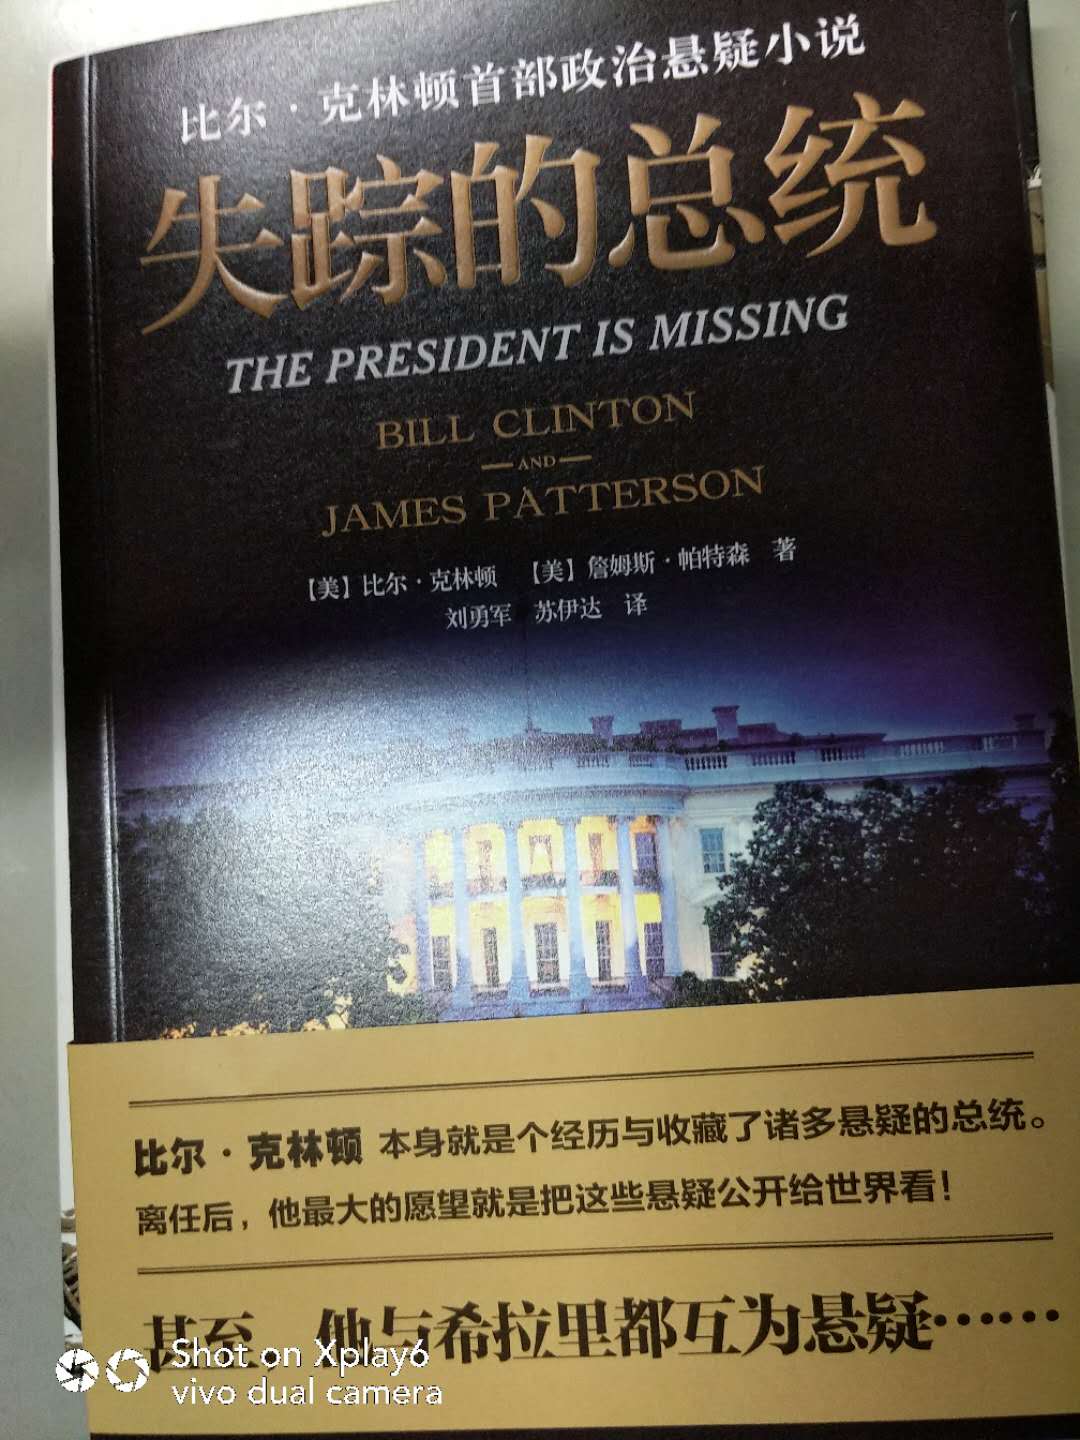 比尔·克林顿首部政治悬疑小说
失踪的总统
THE PRESIDENT IS MISSING
BILL CLINTON
AND
JAMES PATTERSON
【美】比尔·克林顿 【美】詹姆斯·帕特森 著
刘勇军 苏伊达 译
比尔·克林顿 本身就是个经历与收藏了诸多悬疑的总统。
离任后，他最大的愿望就是把这些悬疑公开给世界看！
甚至，他与希拉里都互为悬疑……
Shot on Xplay6
vivo dual camera